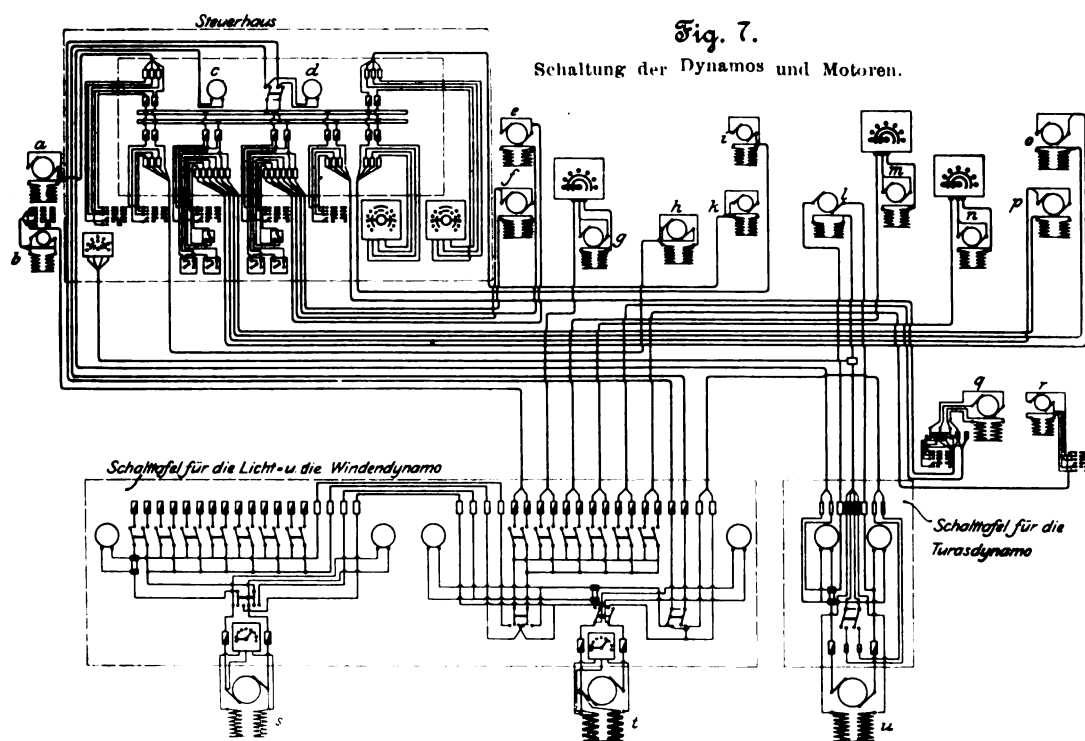 Fig. 7.
Schaltung der Dynamos und Motoren.
Steuerhaus
a
b
c
d
e
f
g
h
i
k
l
m
n
o
p
q
r
Schalttafel für die Licht- u. die Windendynamo
Schalttafel für die
Turasdynamo
s
t
u